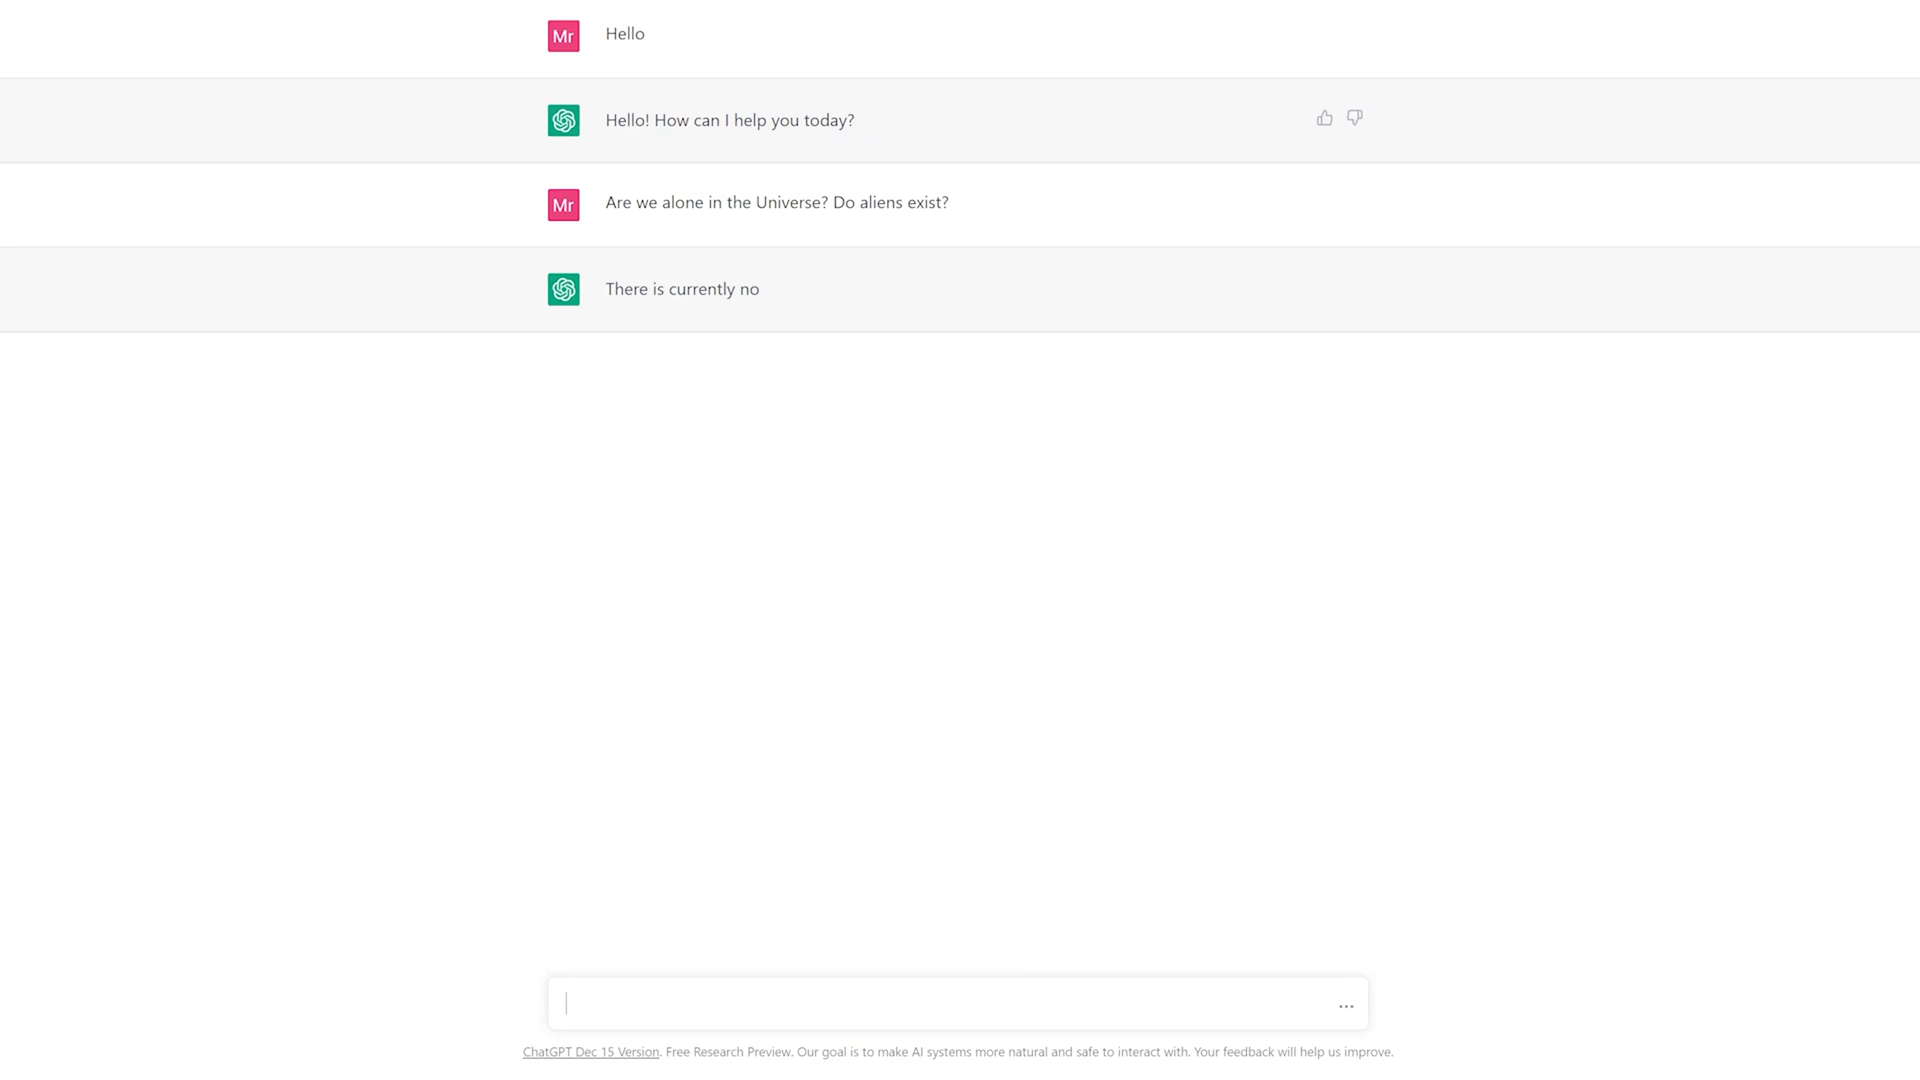 Mr Hello
Hello! How can I help you today?
Mr Are we alone in the Universe? Do aliens exist?
There is currently no
...
ChatGPT Dec 15 Version. Free Research Preview. Our goal is to make AI systems more natural and safe to interact with. Your feedback will help us improve.